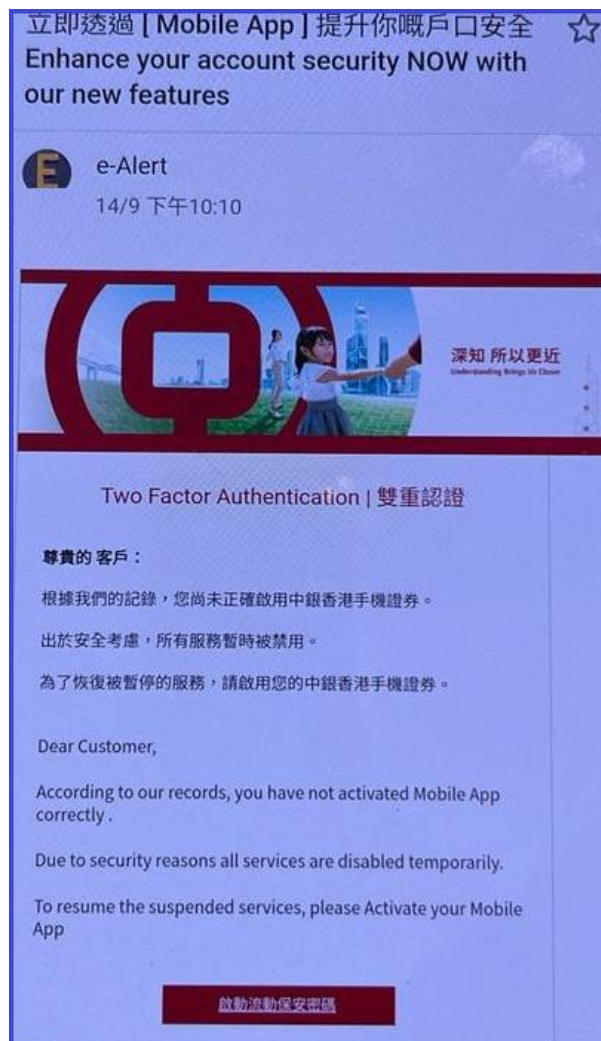 立即透過 [ Mobile App ] 提升你嘅戶口安全
Enhance your account security NOW with
our new features
E
e-Alert
14/9 下午10:10
深知 所以更近
Understanding Brings Us Closer
Two Factor Authentication | 雙重認證
尊貴的 客戶：
根據我們的記錄，您尚未正確啟用中銀香港手機證券。
出於安全考慮，所有服務暫時被禁用。
為了恢復被暫停的服務，請啟用您的中銀香港手機證券。
Dear Customer,
According to our records, you have not activated Mobile App
correctly .
Due to security reasons all services are disabled temporarily.
To resume the suspended services, please Activate your Mobile
App
啟動流動保安密碼